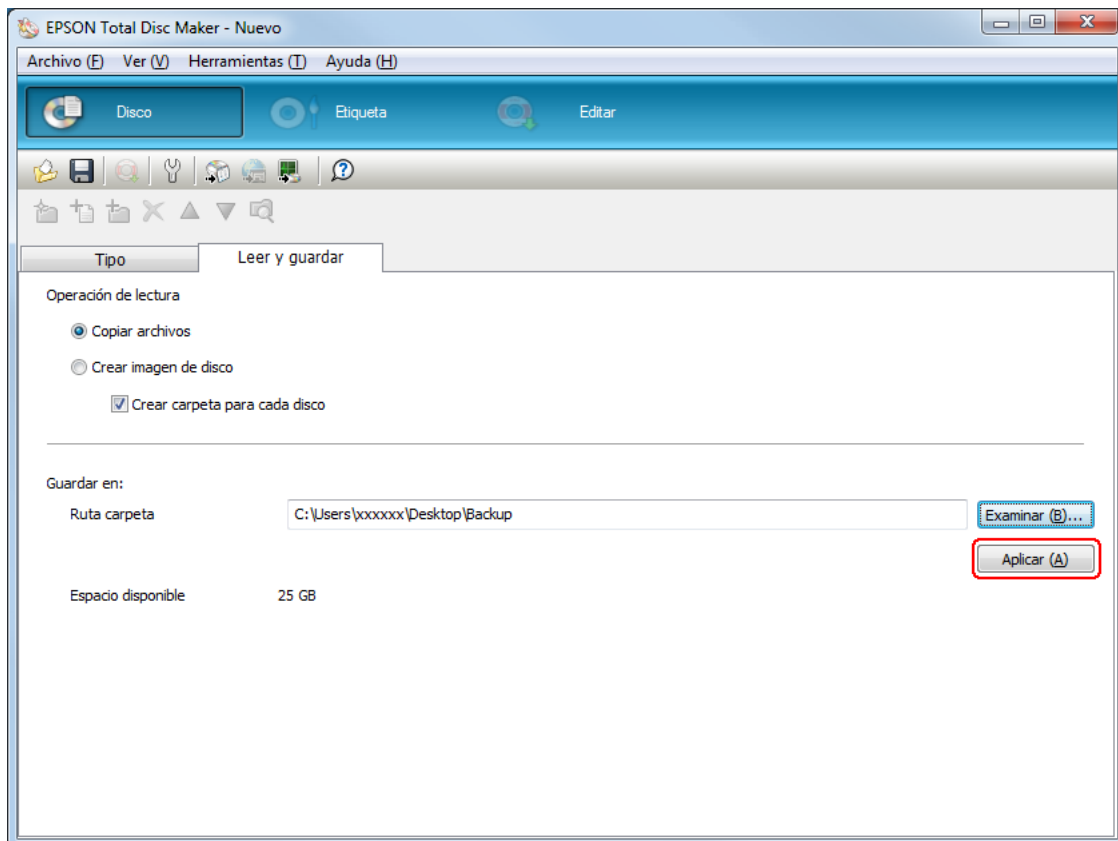 EPSON Total Disc Maker - Nuevo
Archivo (F) Ver (V) Herramientas (T) Ayuda (H)
Disco Etiqueta Editar
Tipo Leer y guardar
Operación de lectura
Copiar archivos
Crear imagen de disco
Crear carpeta para cada disco
Guardar en:
Ruta carpeta C:\Users\xxxxxx\Desktop\Backup Examinar (B)...
Aplicar (A)
Espacio disponible 25 GB